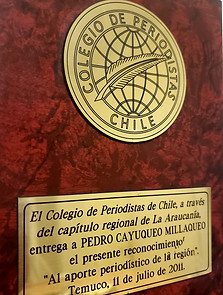 COLEGIO DE PERIODISTAS
CHILE
El Colegio de Periodistas de Chile, a través
del capítulo regional de La Araucanía,
entrega a PEDRO CAYUQUEO MILLAQUEO
el presente reconocimiento
"Al aporte periodístico de la región".
Temuco, 11 de julio de 2011.